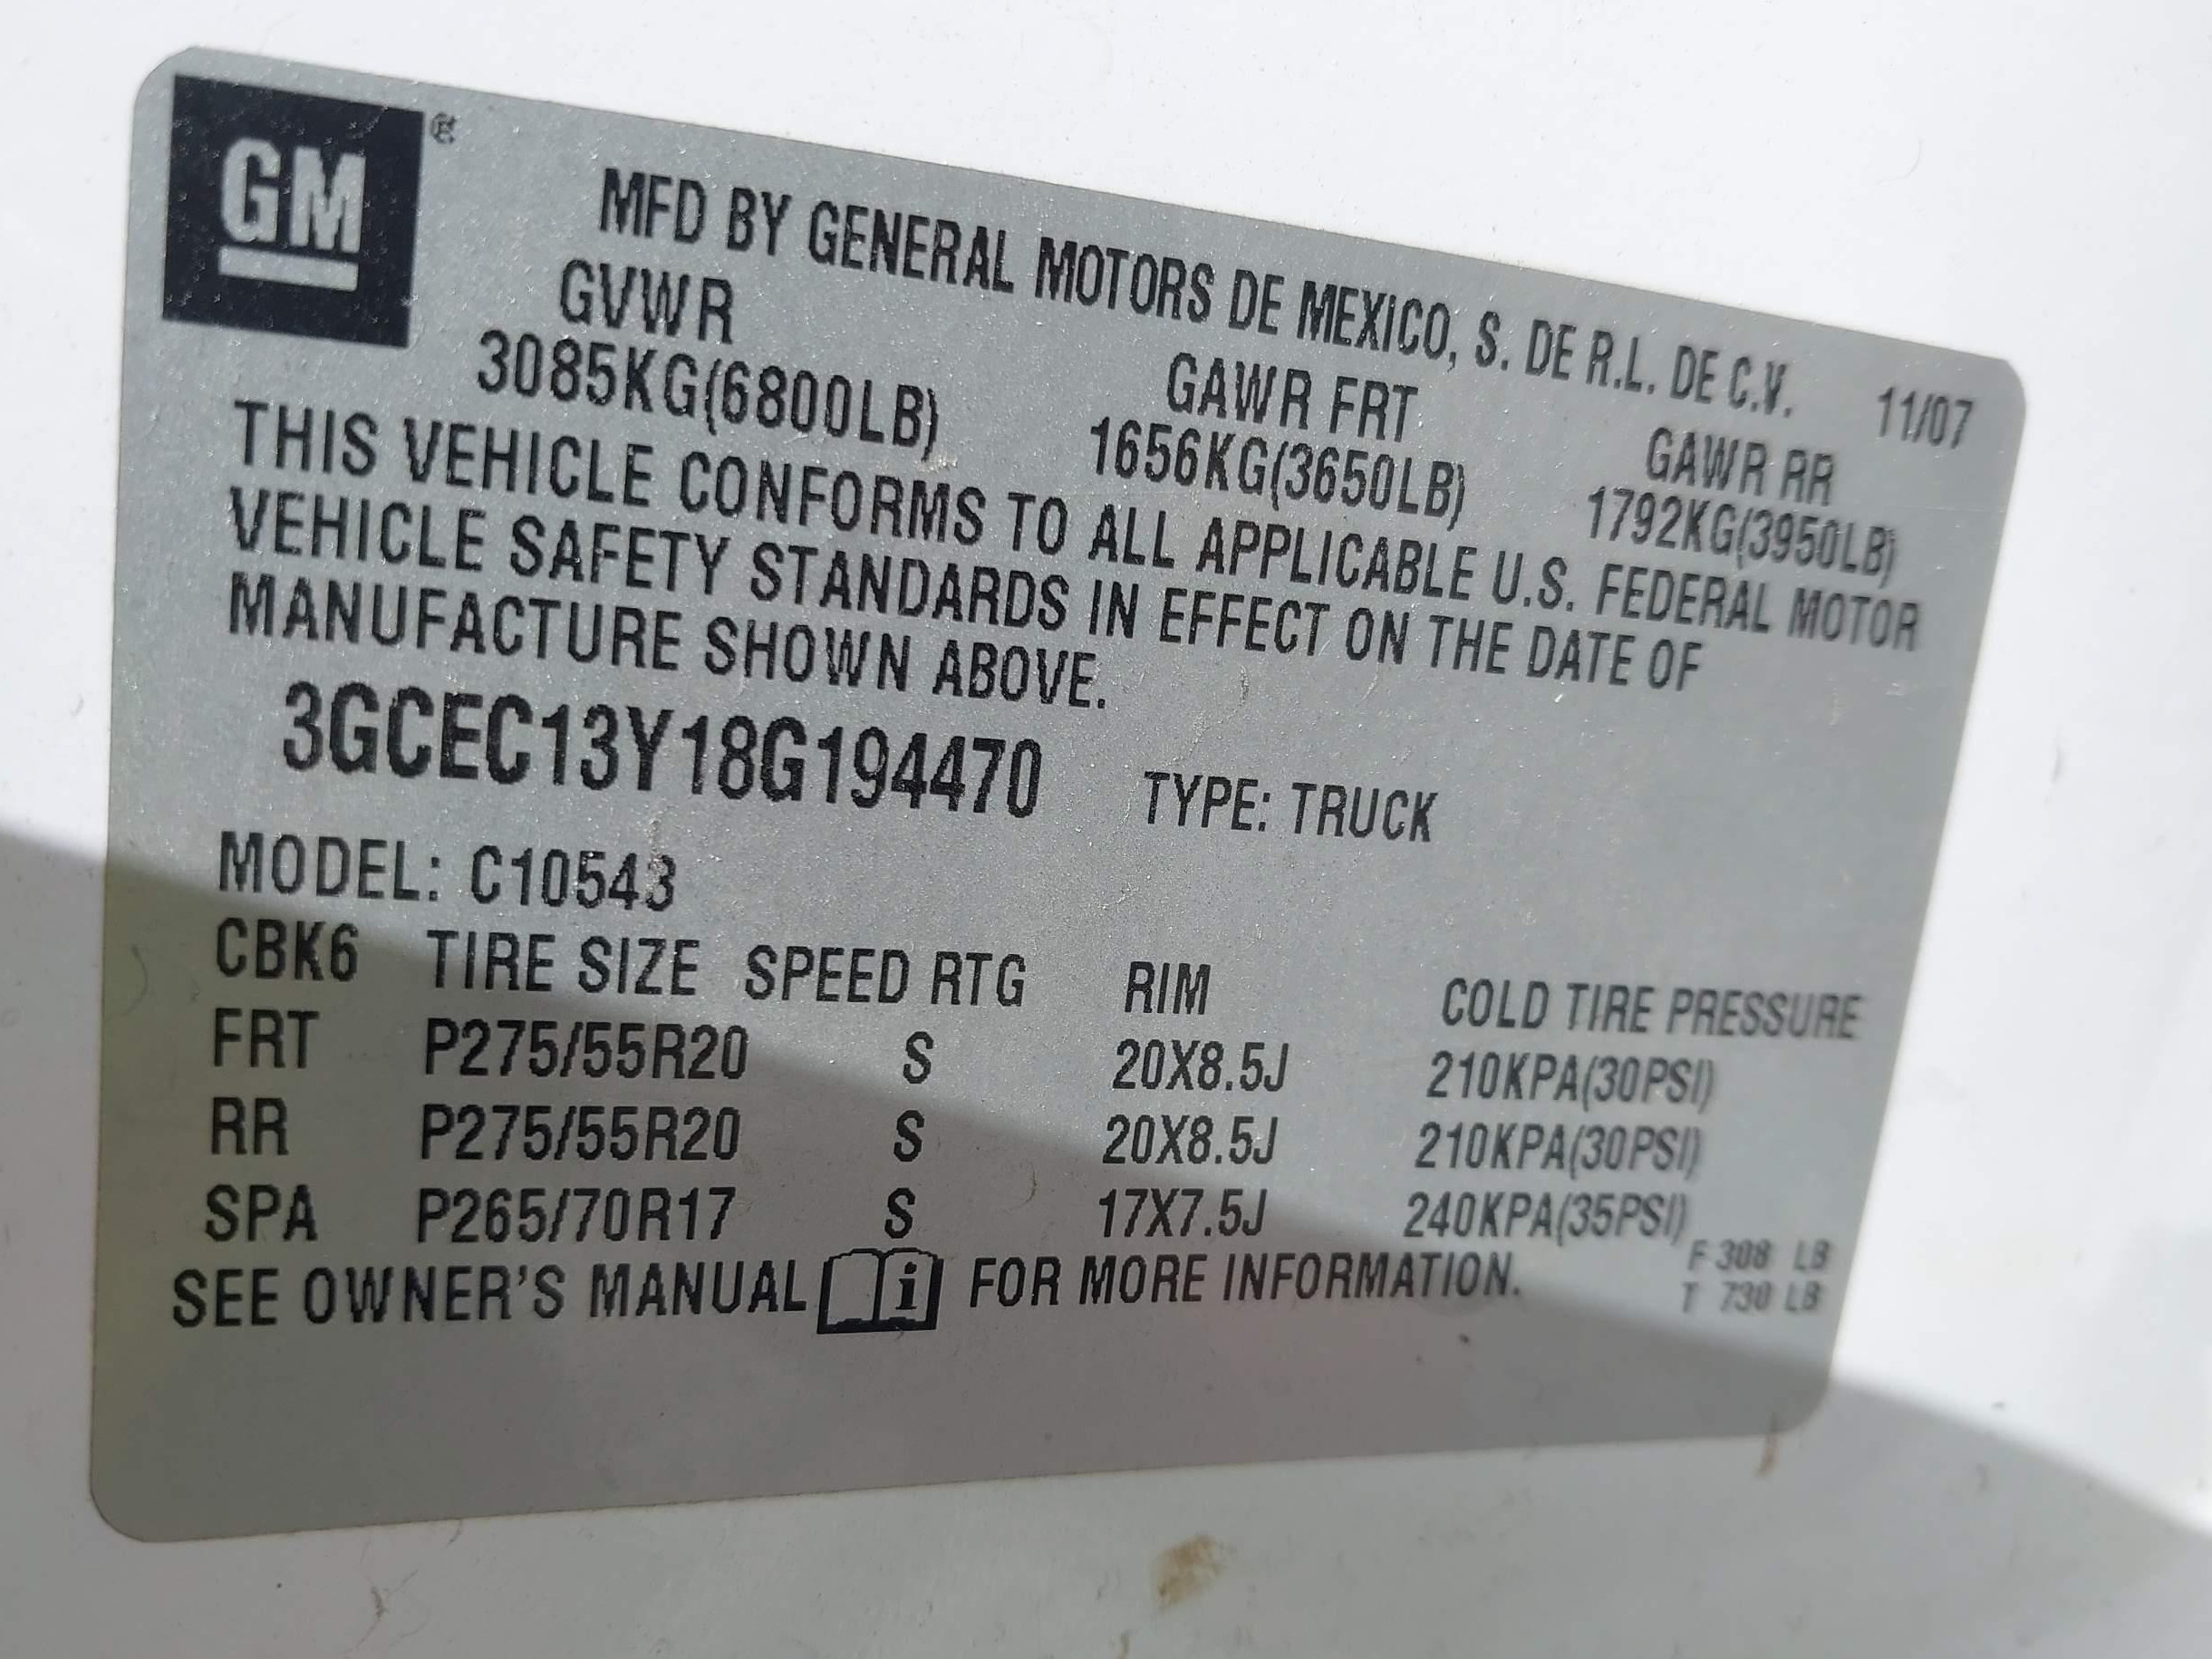 GM®
MFD BY GENERAL MOTORS DE MEXICO, S. DE R.L. DE C.V. 11/07
GVWR GAWR FRT GAWR RR
3085KG(6800LB) 1656KG(3650LB) 1792KG(3950LB)
THIS VEHICLE CONFORMS TO ALL APPLICABLE U.S. FEDERAL MOTOR
VEHICLE SAFETY STANDARDS IN EFFECT ON THE DATE OF
MANUFACTURE SHOWN ABOVE.
3GCEC13Y18G194470 TYPE: TRUCK
MODEL: C10543
CBK6 TIRE SIZE SPEED RTG RIM COLD TIRE PRESSURE
FRT P275/55R20 S 20X8.5J 210KPA(30PSI)
RR P275/55R20 S 20X8.5J 210KPA(30PSI)
SPA P265/70R17 S 17X7.5J 240KPA(35PSI)
SEE OWNER'S MANUAL i FOR MORE INFORMATION.
F 308 LB
T 730 LB